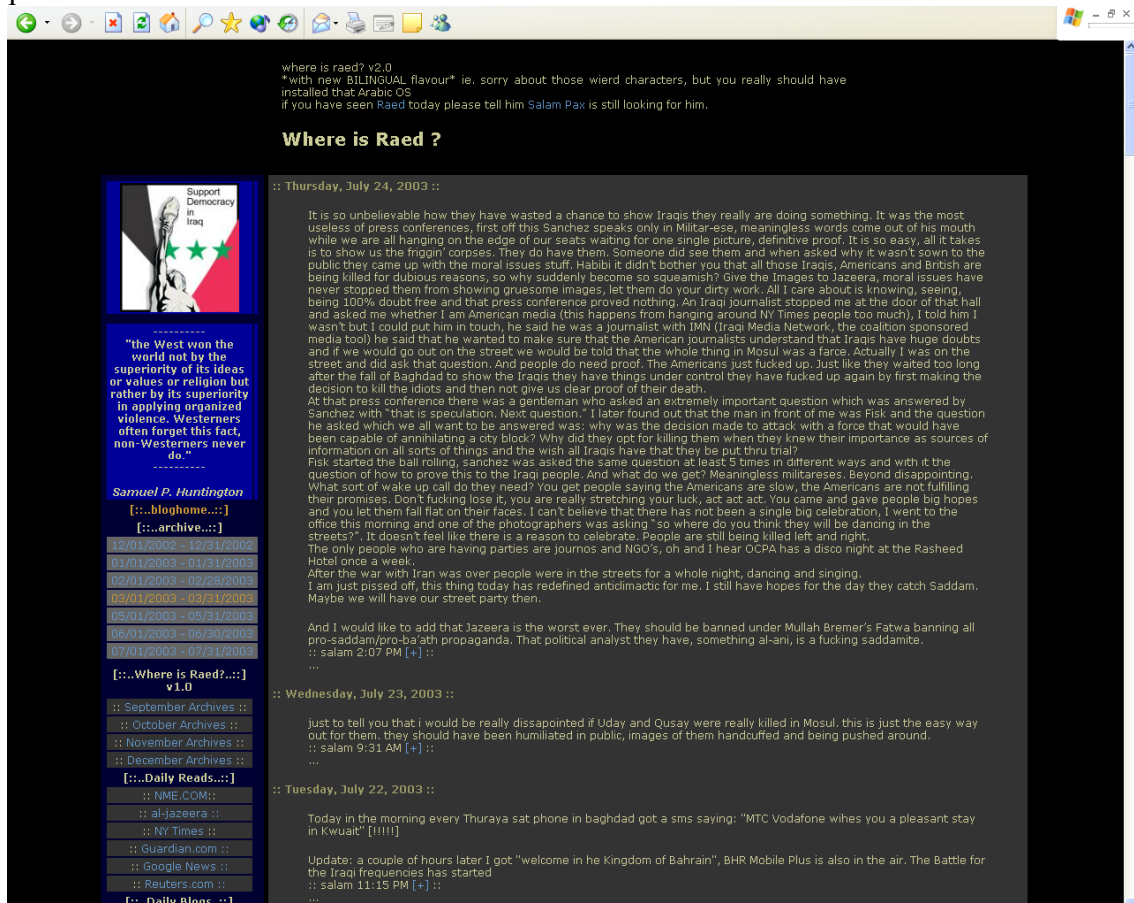 where is raed? v2.0
*with new BILINGUAL flavour* ie. sorry about those wierd characters, but you really should have
installed that Arabic OS
if you have seen Raed today please tell him Salam Pax is still looking for him.
Where is Raed ?
Support
Democracy
in
Iraq
----------
"the West won the
world not by the
superiority of its ideas
or values or religion but
rather by its superiority
in applying organized
violence. Westerners
often forget this fact,
non-Westerners never
do."
----------
Samuel P. Huntington
[::..bloghome..::]
[::..archive..::]
12/01/2002 - 12/31/2002
01/01/2003 - 01/31/2003
02/01/2003 - 02/28/2003
03/01/2003 - 03/31/2003
05/01/2003 - 05/31/2003
06/01/2003 - 06/30/2003
07/01/2003 - 07/31/2003
[::..Where is Raed?..::]
v1.0
:: September Archives ::
:: October Archives ::
:: November Archives ::
:: December Archives ::
[::..Daily Reads..::]
:: NME.COM::
:: al-jazeera ::
:: NY Times ::
:: Guardian.com ::
:: Google News ::
:: Reuters.com ::
[::..Daily Blogs..::]
:: Thursday, July 24, 2003 ::
It is so unbelievable how they have wasted a chance to show Iraqis they really are doing something. It was the most
useless of press conferences, first off this Sanchez speaks only in Militar-ese, meaningless words come out of his mouth
while we are all hanging on the edge of our seats waiting for one single picture, definitive proof. It is so easy, all it takes
is to show us the friggin' corpses. They do have them. Someone did see them and when asked why it wasn't sown to the
public they came up with the moral issues stuff. Habibi it didn't bother you that all those Iraqis, Americans and British are
being killed for dubious reasons, so why suddenly become so squeamish? Give the Images to Jazeera, moral issues have
never stopped them from showing gruesome images, let them do your dirty work. All I care about is knowing, seeing,
being 100% doubt free and that press conference proved nothing. An Iraqi journalist stopped me at the door of that hall
and asked me whether I am American media (this happens from hanging around NY Times people too much), I told him I
wasn't but I could put him in touch, he said he was a journalist with IMN (Iraqi Media Network, the coalition sponsored
media tool) he said that he wanted to make sure that the American journalists understand that Iraqis have huge doubts
and if we would go out on the street we would be told that the whole thing in Mosul was a farce. Actually I was on the
street and did ask that question. And people do need proof. The Americans just fucked up. Just like they waited too long
after the fall of Baghdad to show the Iraqis they have things under control they have fucked up again by first making the
decision to kill the idiots and then not give us clear proof of their death.
At that press conference there was a gentleman who asked an extremely important question which was answered by
Sanchez with "that is speculation. Next question." I later found out that the man in front of me was Fisk and the question
he asked which we all want to be answered was: why was the decision made to attack with a force that would have
been capable of annihilating a city block? Why did they opt for killing them when they knew their importance as sources of
information on all sorts of things and the wish all Iraqis have that they be put thru trial?
Fisk started the ball rolling, sanchez was asked the same question at least 5 times in different ways and with it the
question of how to prove this to the Iraqi people. And what do we get? Meaningless militareses. Beyond disappointing.
What sort of wake up call do they need? You get people saying the Americans are slow, the Americans are not fulfilling
their promises. Don't fucking lose it, you are really stretching your luck, act act act. You came and gave people big hopes
and you let them fall flat on their faces. I can't believe that there has not been a single big celebration, I went to the
office this morning and one of the photographers was asking "so where do you think they will be dancing in the
streets?". It doesn't feel like there is a reason to celebrate. People are still being killed left and right.
The only people who are having parties are journos and NGO's, oh and I hear OCPA has a disco night at the Rasheed
Hotel once a week.
After the war with Iran was over people were in the streets for a whole night, dancing and singing.
I am just pissed off, this thing today has redefined anticlimactic for me. I still have hopes for the day they catch Saddam.
Maybe we will have our street party then.
And I would like to add that Jazeera is the worst ever. They should be banned under Mullah Bremer's Fatwa banning all
pro-saddam/pro-ba'ath propaganda. That political analyst they have, something al-ani, is a fucking saddamite.
:: salam 2:07 PM [+] ::
...
:: Wednesday, July 23, 2003 ::
just to tell you that i would be really dissapointed if Uday and Qusay were really killed in Mosul. this is just the easy way
out for them. they should have been humiliated in public, images of them handcuffed and being pushed around.
:: salam 9:31 AM [+] ::
...
:: Tuesday, July 22, 2003 ::
Today in the morning every Thuraya sat phone in baghdad got a sms saying: "MTC Vodafone wihes you a pleasant stay
in Kwuait" [!!!!!]
Update: a couple of hours later I got "welcome in he Kingdom of Bahrain", BHR Mobile Plus is also in the air. The Battle for
the Iraqi frequencies has started
:: salam 11:15 PM [+] ::
...